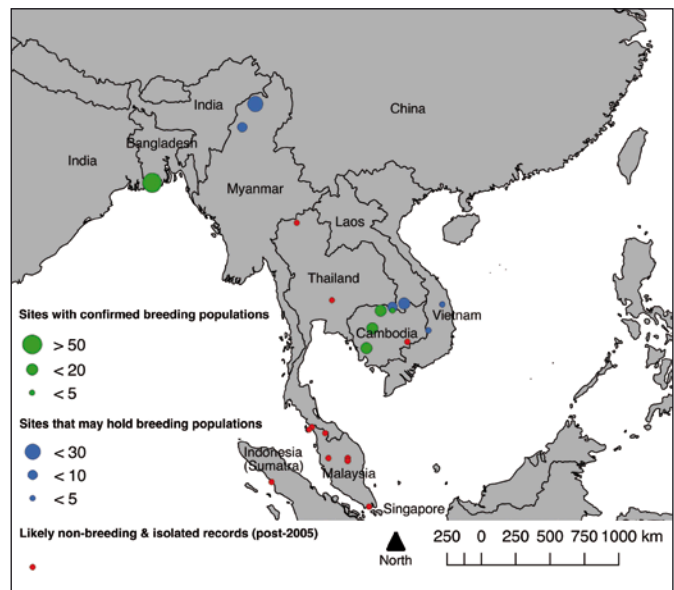 India
China
Bangladesh
India
Myanmar
Laos
Thailand
Vietnam
Cambodia
Sites with confirmed breeding populations
> 50
< 20
< 5
Sites that may hold breeding populations
< 30
< 10
< 5
Indonesia
(Sumatra)
Malaysia
Singapore
Likely non-breeding & isolated records (post-2005)
North
250 0 250 500 750 1000 km